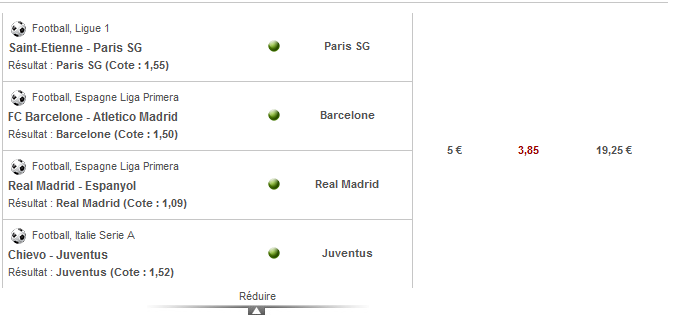 Football, Ligue 1
Saint-Etienne - Paris SG
Paris SG
Résultat : Paris SG (Cote : 1,55)
Football, Espagne Liga Primera
FC Barcelone - Atletico Madrid
Barcelone
Résultat : Barcelone (Cote : 1,50)
5 €
3,85
19,25 €
Football, Espagne Liga Primera
Real Madrid - Espanyol
Real Madrid
Résultat : Real Madrid (Cote : 1,09)
Football, Italie Serie A
Chievo - Juventus
Juventus
Résultat : Juventus (Cote : 1,52)
Réduire